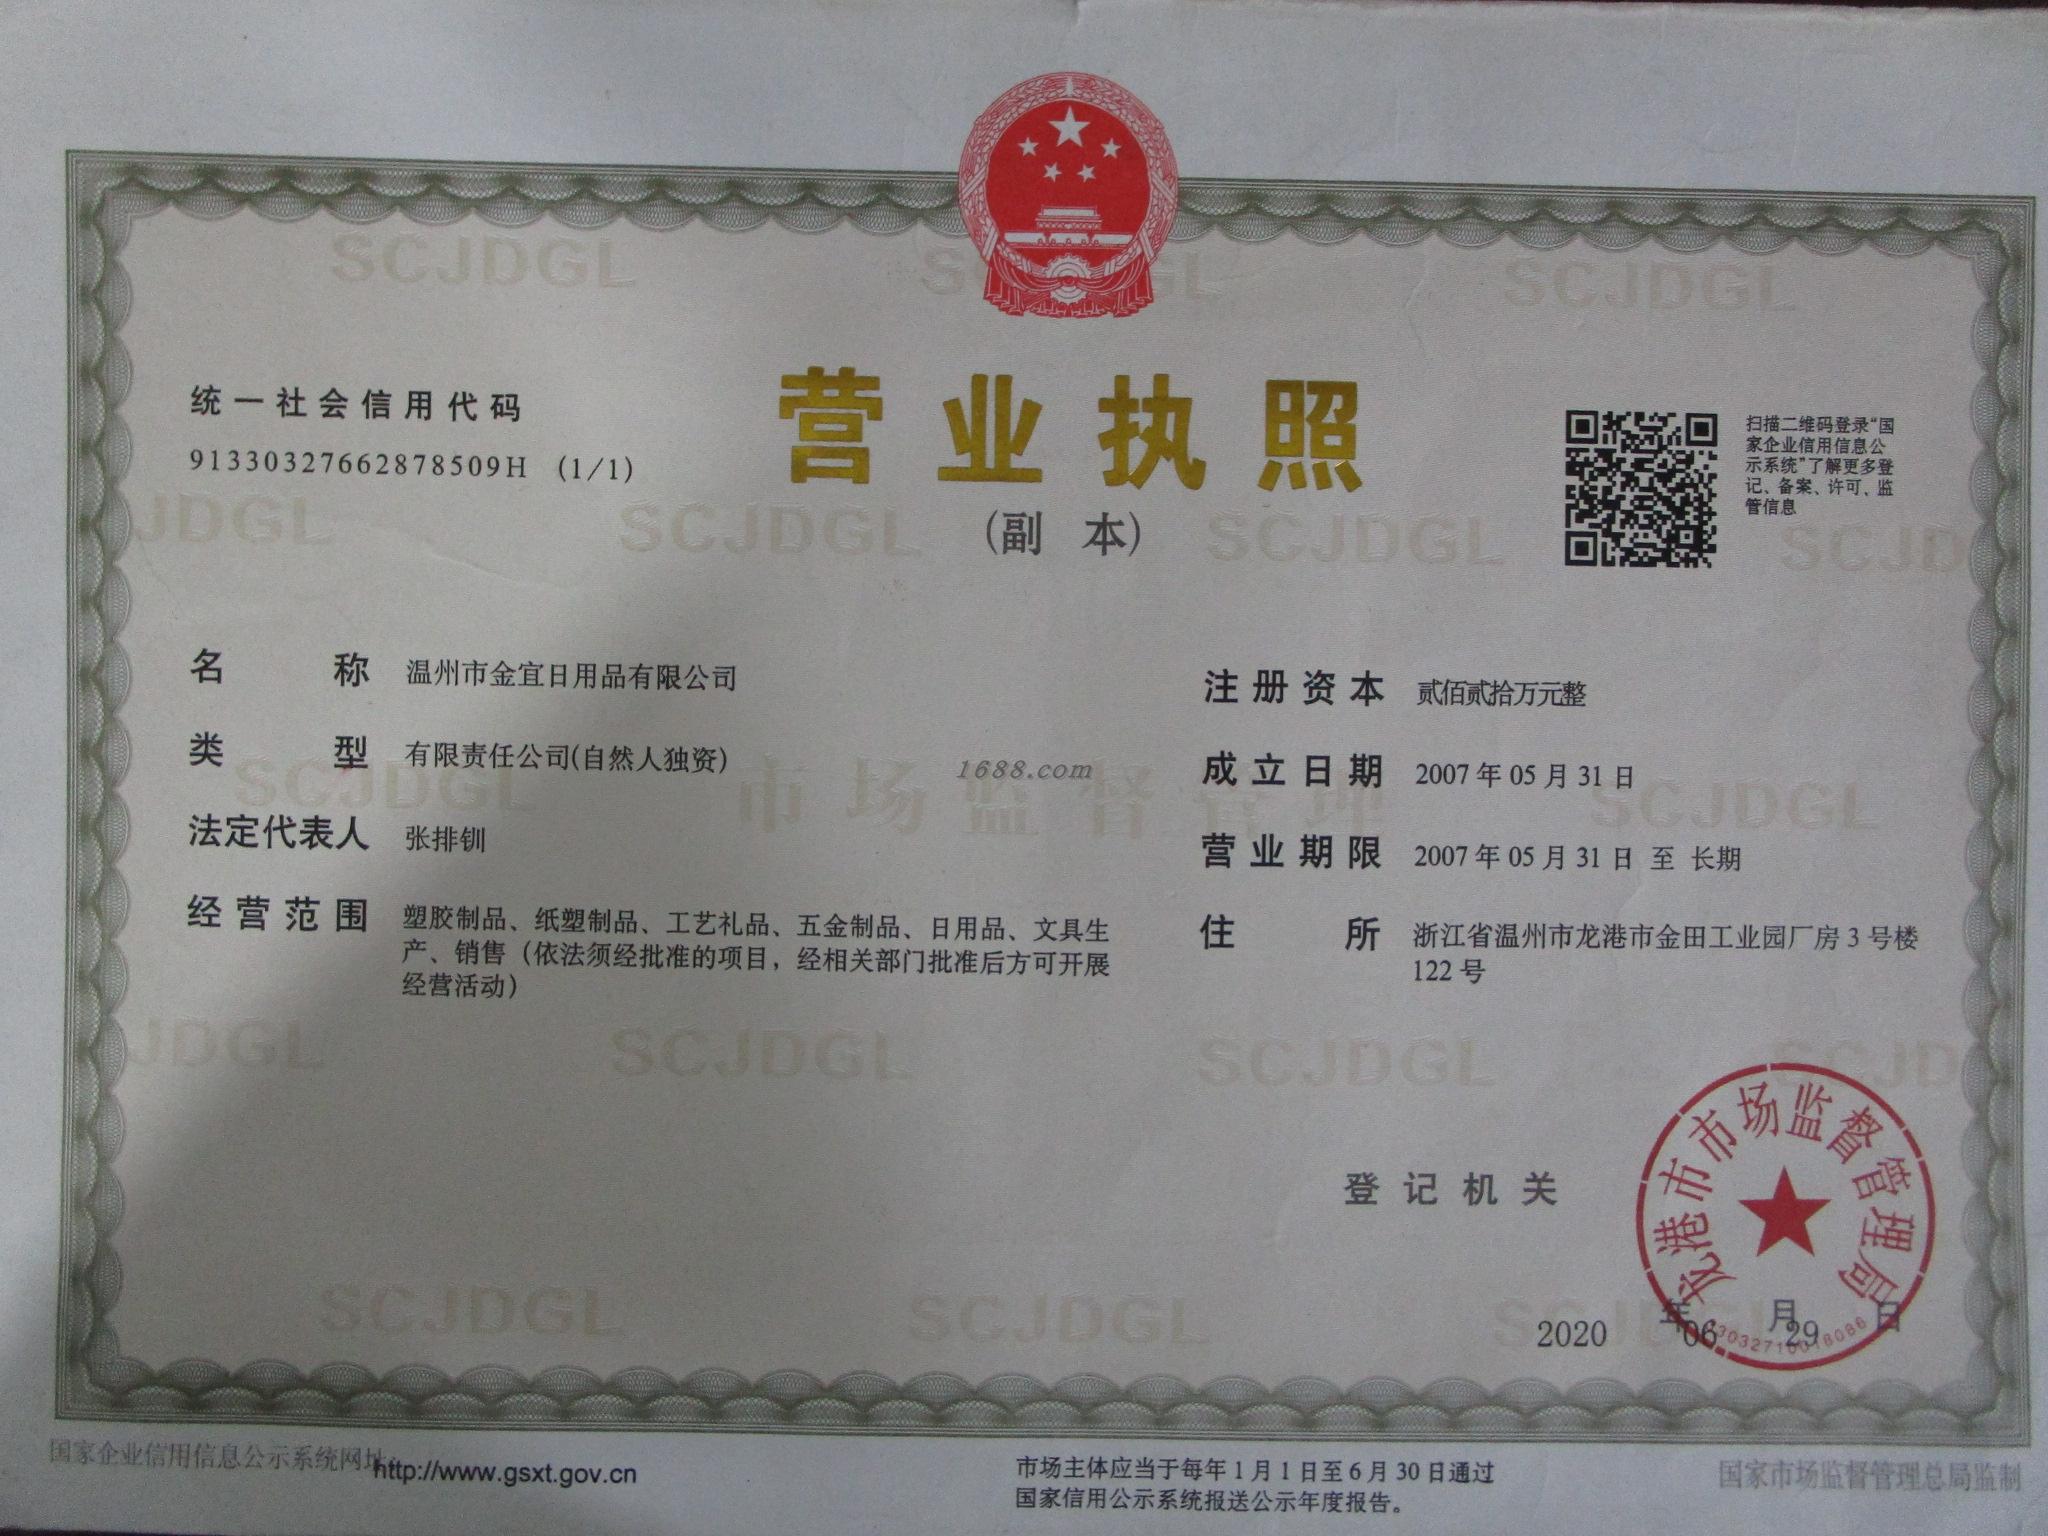 统一社会信用代码
91330327662878509H (1/1)
营业执照
(副 本)
扫描二维码登录“国
家企业信用信息公
示系统”了解更多登
记、备案、许可、监
管信息
名 称 温州市金宜日用品有限公司
类 型 有限责任公司(自然人独资)
法定代表人 张排钏
经营范围 塑胶制品、纸塑制品、工艺礼品、五金制品、日用品、文具生
产、销售（依法须经批准的项目，经相关部门批准后方可开展
经营活动）
注册资本 贰佰贰拾万元整
成立日期 2007年05月31日
营业期限 2007年05月31日 至 长期
住 所 浙江省温州市龙港市金田工业园厂房3号楼
122号
1688.com
市场监督管理
SCJDGL
登记机关
龙港市市场监督管理局
2020 年 06 月 29 日
国家企业信用信息公示系统网址:http://www.gsxt.gov.cn
市场主体应当于每年1月1日至6月30日通过
国家信用公示系统报送公示年度报告。
国家市场监督管理总局监制